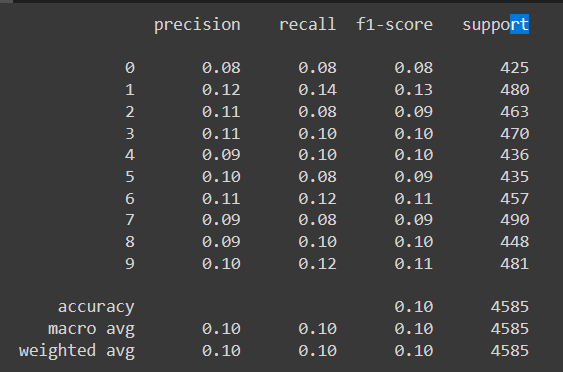 precision recall f1-score support
0 0.08 0.08 0.08 425
1 0.12 0.14 0.13 480
2 0.11 0.08 0.09 463
3 0.11 0.10 0.10 470
4 0.09 0.10 0.10 436
5 0.10 0.08 0.09 435
6 0.11 0.12 0.11 457
7 0.09 0.08 0.09 490
8 0.09 0.10 0.10 448
9 0.10 0.12 0.11 481
accuracy 0.10 4585
macro avg 0.10 0.10 0.10 4585
weighted avg 0.10 0.10 0.10 4585